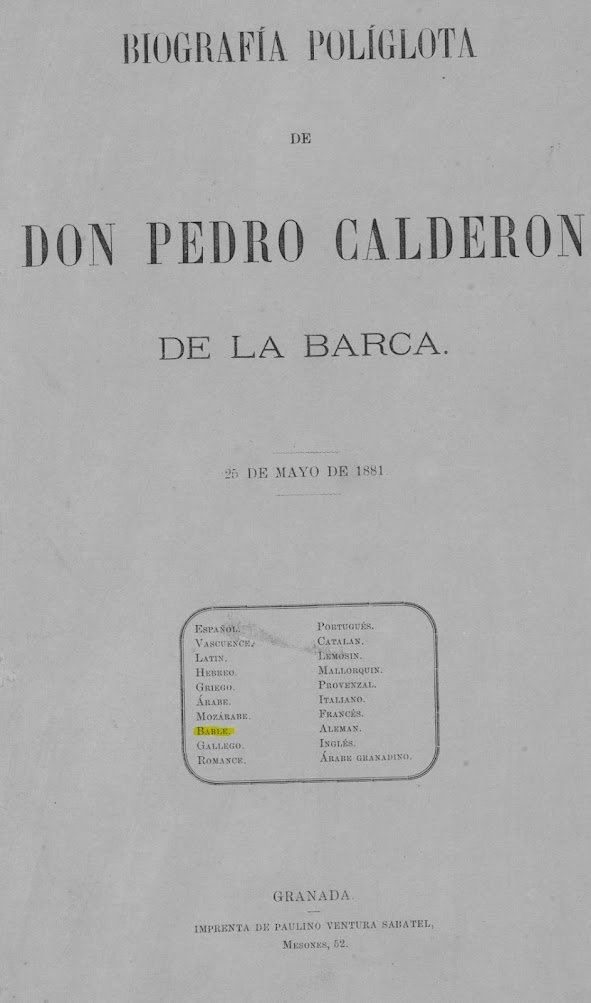 BIOGRAFÍA POLÍGLOTA
DE
DON PEDRO CALDERON
DE LA BARCA.
25 DE MAYO DE 1881
ESPAÑOL.
VASCUENCE.
LATIN.
HEBREO.
GRIEGO.
ÁRABE.
MOZÁRABE.
BABLE.
GALLEGO.
ROMANCE.
PORTUGUÉS.
CATALAN.
LEMOSIN.
MALLORQUIN.
PROVENZAL.
ITALIANO.
FRANCÉS.
ALEMAN.
INGLÉS.
ÁRABE GRANADINO.
GRANADA
IMPRENTA DE PAULINO VENTURA SABATEL,
MESONES, 52.